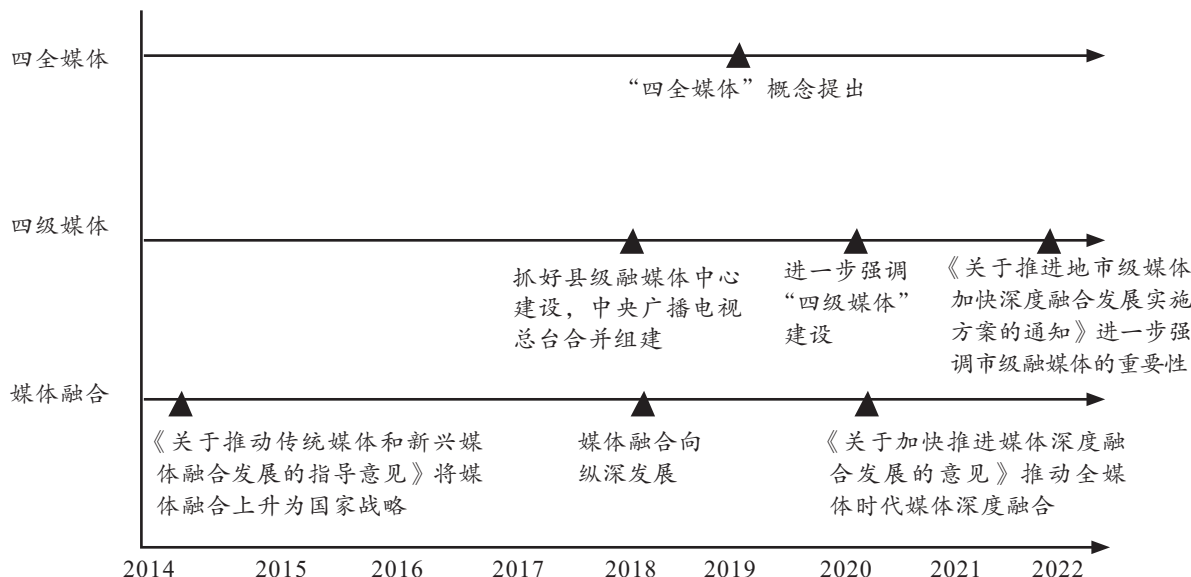 四全媒体
“四全媒体”概念提出
四级媒体
抓好县级融媒体中心
建设，中央广播电视
总台合并组建
进一步强调
“四级媒体”
建设
《关于推进地市级媒体
加快深度融合发展实施
方案的通知》进一步强
调市级融媒体的重要性
媒体融合
《关于推动传统媒体和新兴媒
体融合发展的指导意见》将媒
体融合上升为国家战略
媒体融合向
纵深发展
《关于加快推进媒体深度融
合发展的意见》推动全媒
体时代媒体深度融合
2014 2015 2016 2017 2018 2019 2020 2021 2022